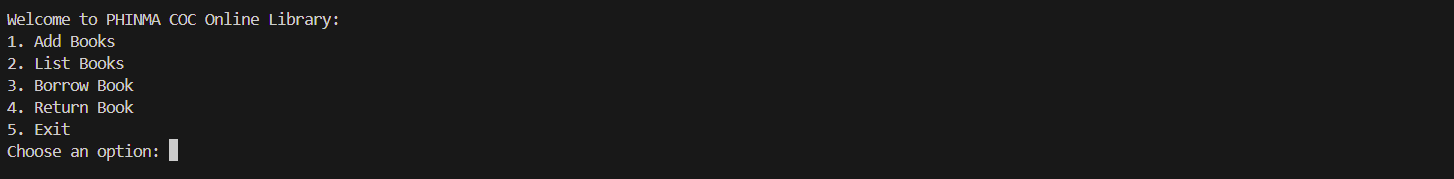 Welcome to PHINMA COC Online Library:
1. Add Books
2. List Books
3. Borrow Book
4. Return Book
5. Exit
Choose an option: